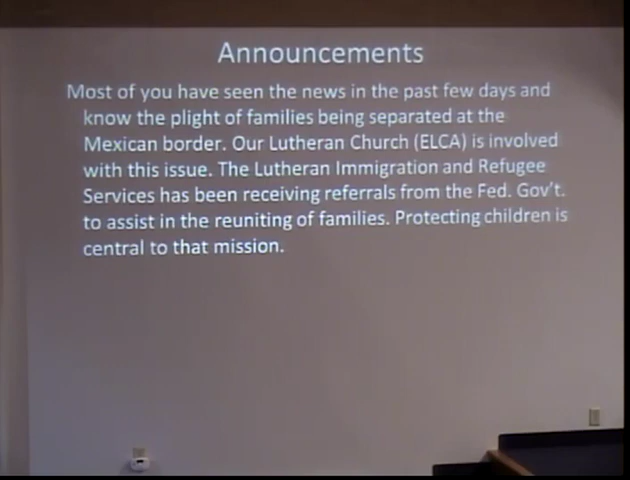 Announcements
Most of you have seen the news in the past few days and
know the plight of families being separated at the
Mexican border. Our Lutheran Church (ELCA) is involved
with this issue. The Lutheran Immigration and Refugee
Services has been receiving referrals from the Fed. Gov't.
to assist in the reuniting of families. Protecting children is
central to that mission.